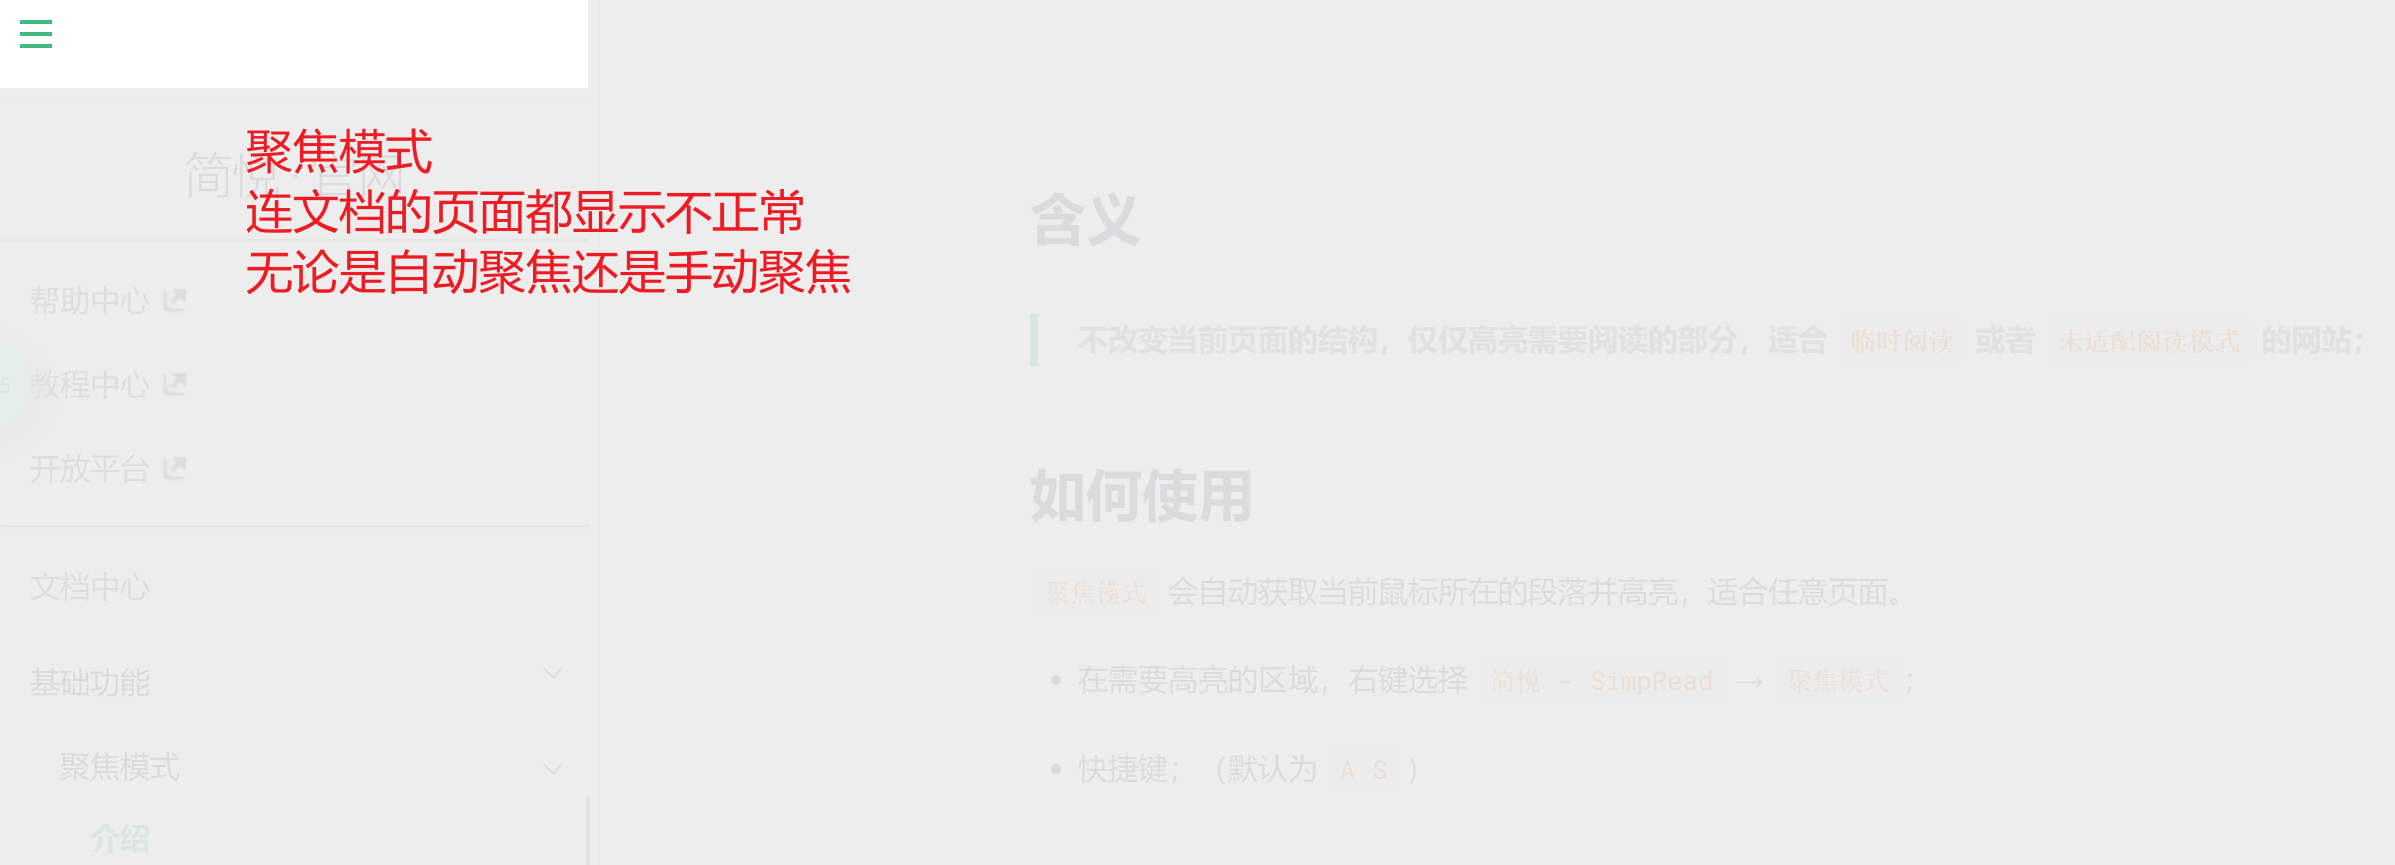 聚焦模式
连文档的页面都显示不正常
无论是自动聚焦还是手动聚焦
简悦·官网
帮助中心
5
教程中心
开放平台
文档中心
基础功能
聚焦模式
介绍
含义
不改变当前页面的结构，仅仅高亮需要阅读的部分，适合 临时阅读 或者 未适配阅读模式 的网站；
如何使用
聚焦模式 会自动获取当前鼠标所在的段落并高亮，适合任意页面。
• 在需要高亮的区域，右键选择 简悦 - SimpRead → 聚焦模式 ；
• 快捷键；（默认为 A S ）